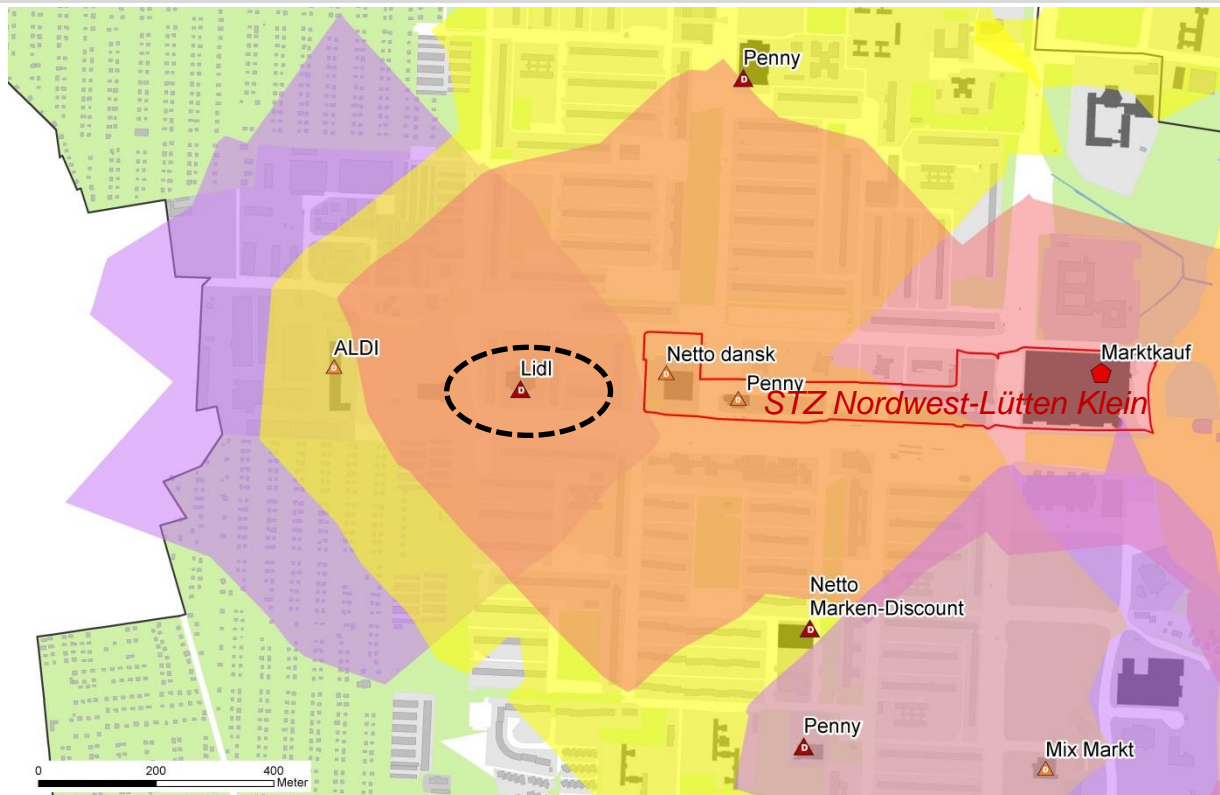 Penny
ALDI
Lidl
Netto dansk
Penny
Marktkauf
STZ Nordwest-Lütten Klein
Netto
Marken-Discount
Penny
Mix Markt
0 200 400
Meter
D
D
D
D
D
D
D
D